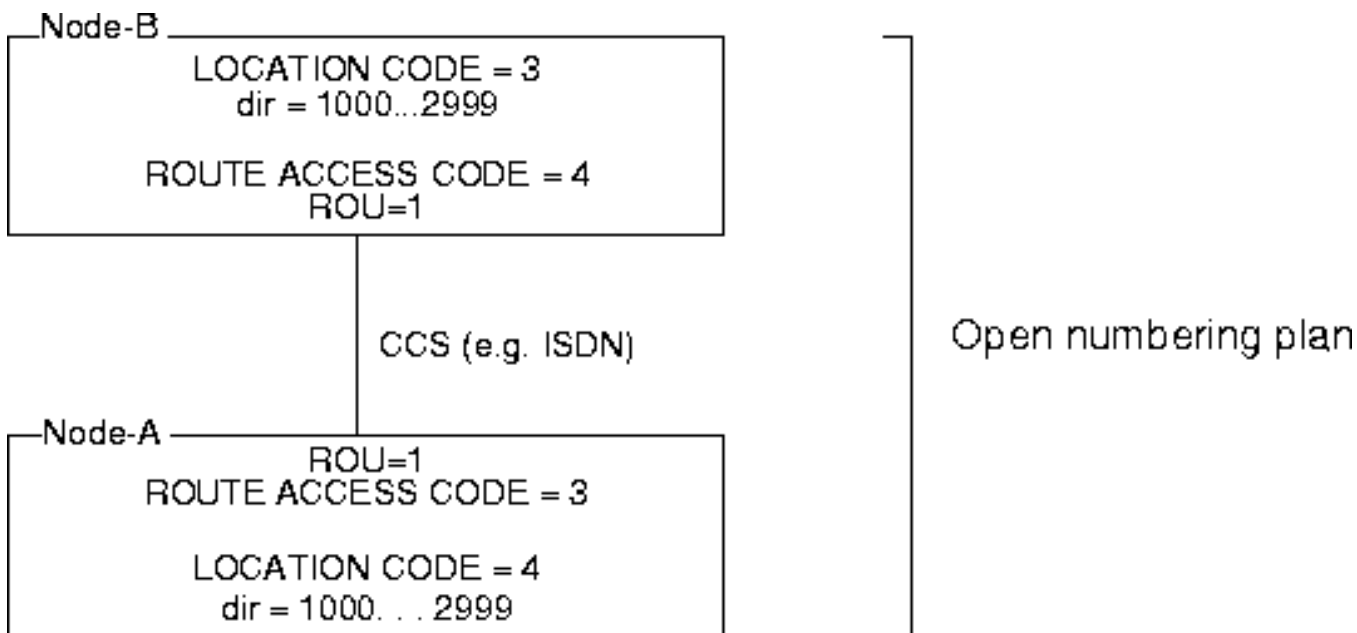 Node-B
LOCATION CODE = 3
dir = 1000...2999
ROUTE ACCESS CODE = 4
ROU=1
CCS (e.g. ISDN)
Open numbering plan
Node-A
ROU=1
ROUTE ACCESS CODE = 3
LOCATION CODE = 4
dir = 1000. . . 2999